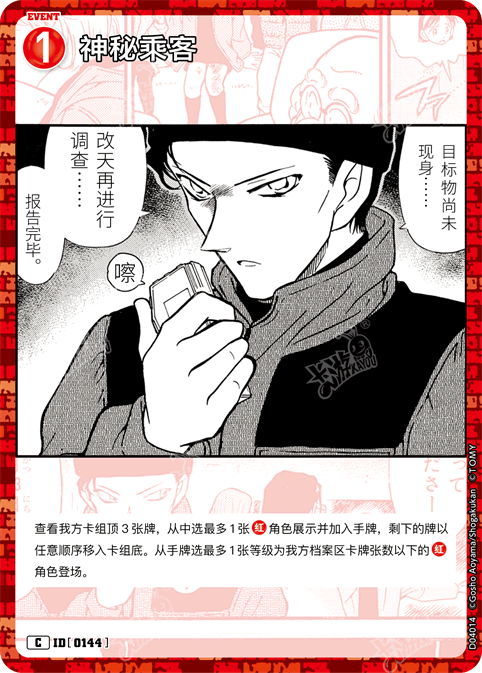 EVENT
1
神秘乘客
目标物尚未
现身……
改天再进行
调查……
报告完毕。
嚓
查看我方卡组顶3张牌，从中选最多1张红角色展示并加入手牌，剩下的牌以
任意顺序移入卡组底。从手牌选最多1张等级为我方档案区卡牌张数以下的红
角色登场。
C ID[0144]
D04014 ©Gosho Aoyama/Shogakukan ©TOMY